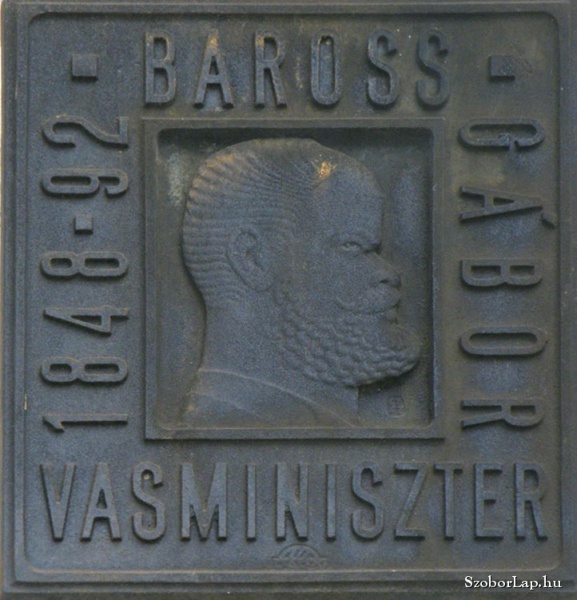 BAROSS
GÁBOR
1848-92
VASMINISZTER
SzoborLap.hu